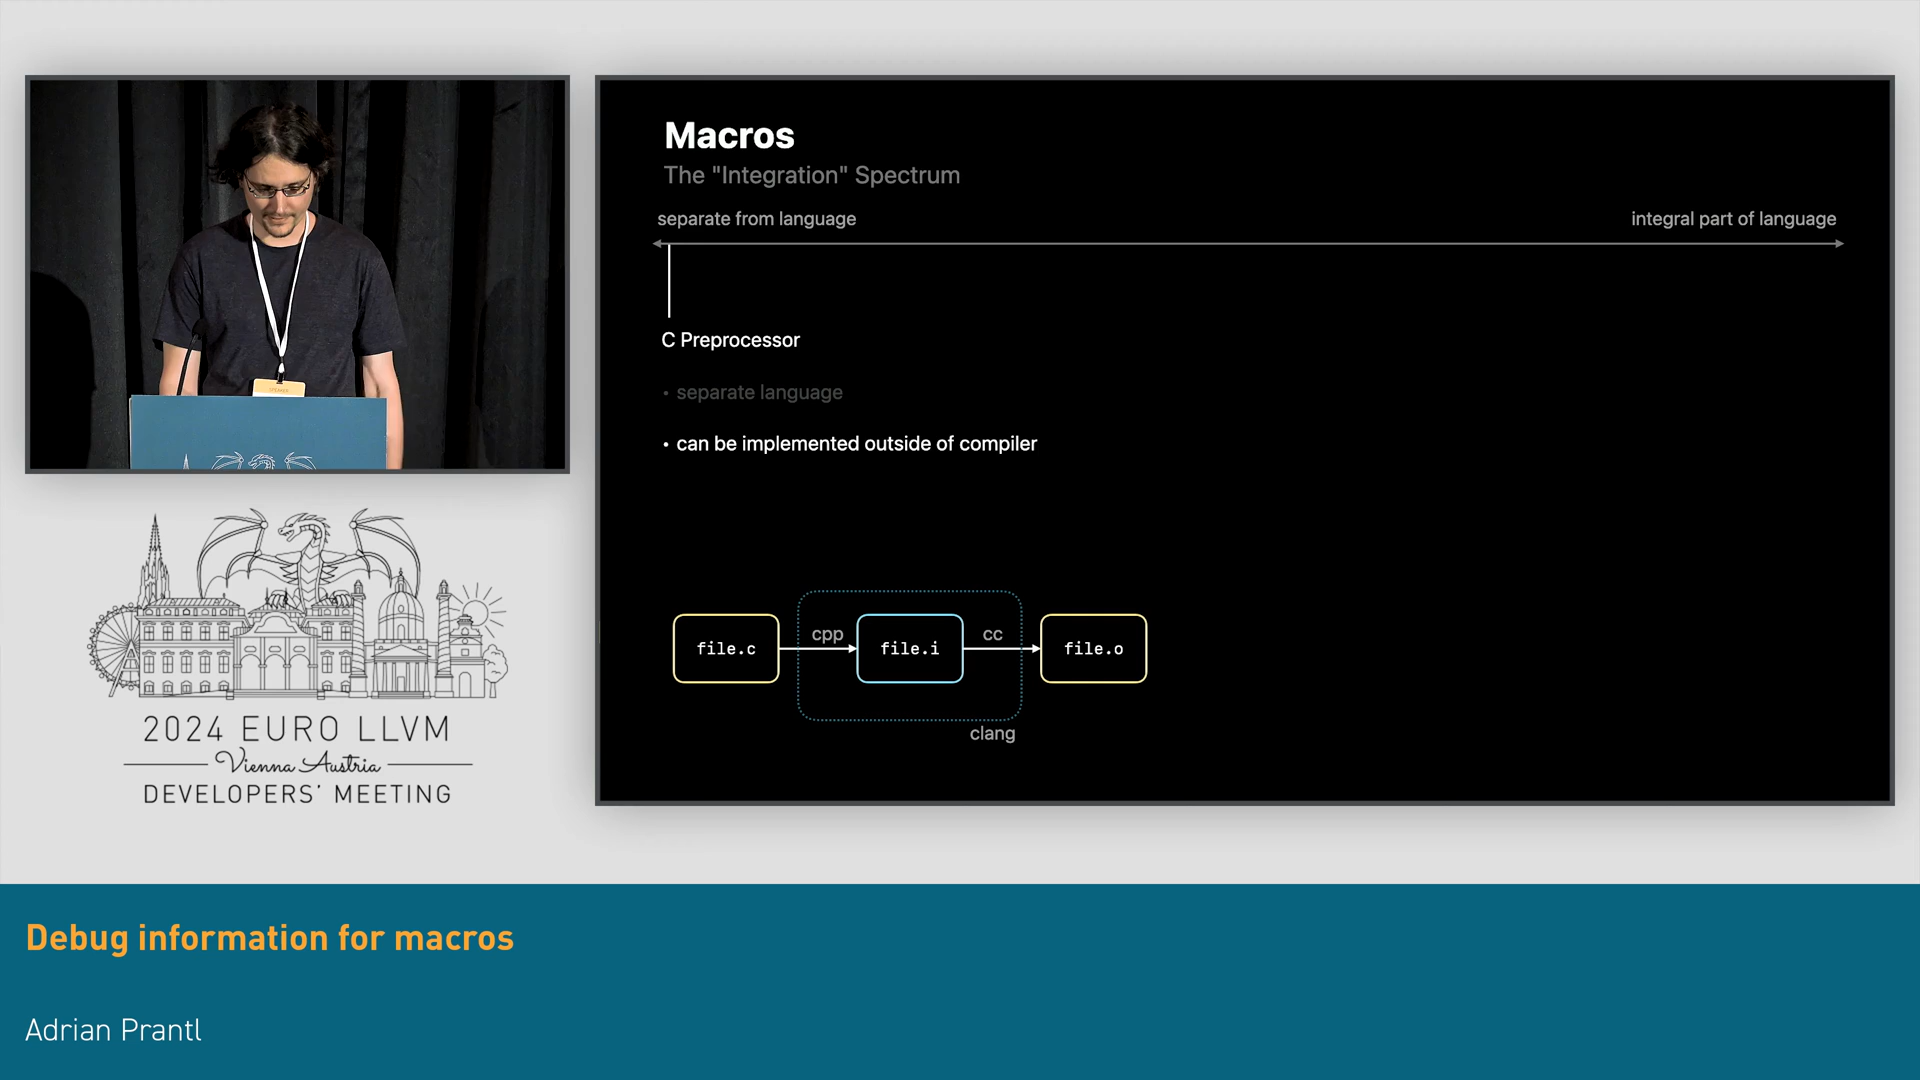 Macros
The "Integration" Spectrum
separate from language
integral part of language
C Preprocessor
• separate language
• can be implemented outside of compiler
file.c
cpp
file.i
cc
file.o
clang
2024 EURO LLVM
Vienna Austria
DEVELOPERS' MEETING
Debug information for macros
Adrian Prantl